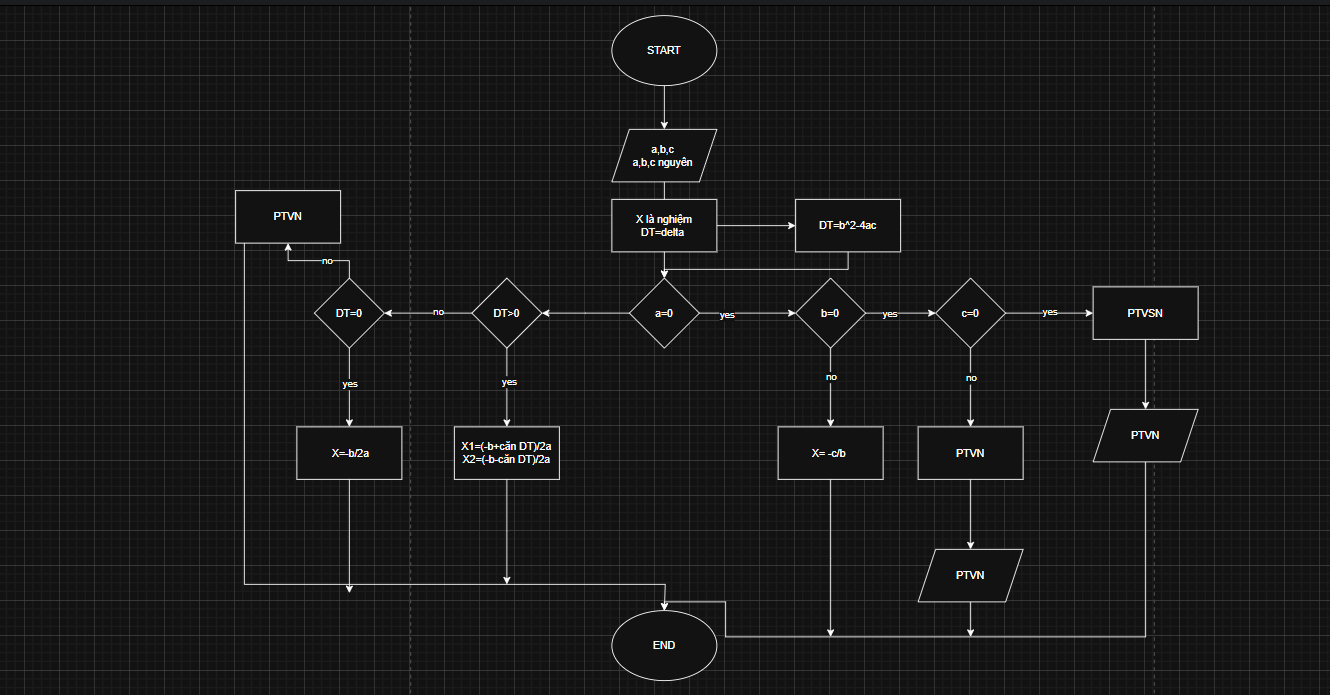 START
a,b,c
a,b,c nguyên
PTVN
X là nghiệm
DT=delta
DT=b^2-4ac
no
DT=0
no
DT>0
a=0
yes
b=0
yes
c=0
yes
PTVSN
yes
yes
no
no
PTVN
X=-b/2a
X1=(-b+căn DT)/2a
X2=(-b-căn DT)/2a
X= -c/b
PTVN
PTVN
END